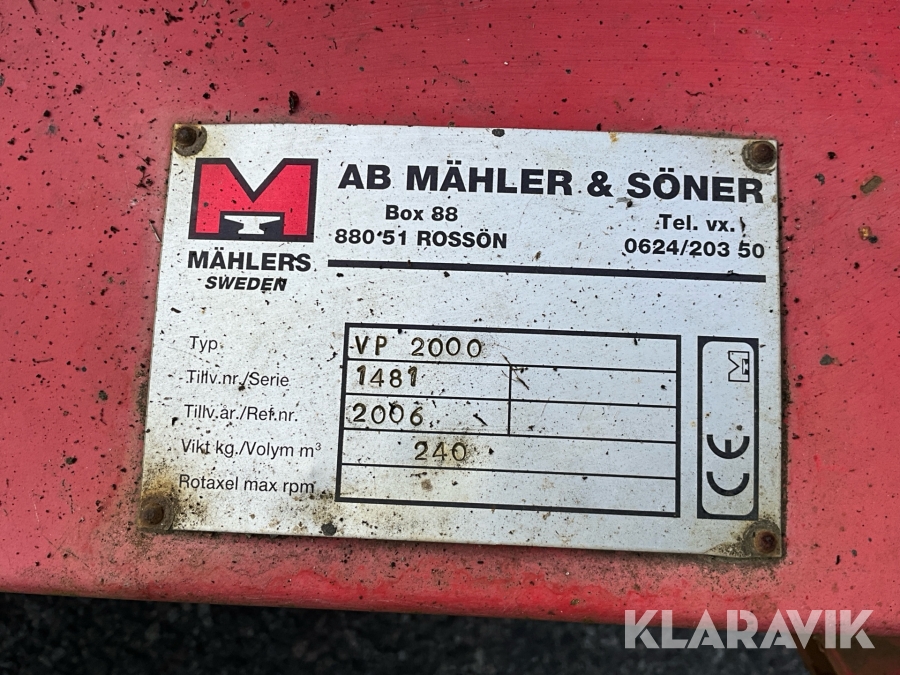 M
AB MÄHLER & SÖNER
Box 88
880 51 ROSSÖN
Tel. vx.
0624/203 50
MÄHLERS
SWEDEN
Typ VP 2000
Tillv.nr./Serie 1481
Tillv.år./Ref.nr. 2006
Vikt kg./Volym m³ 240
Rotaxel max rpm
M
CE
KLARAVIK